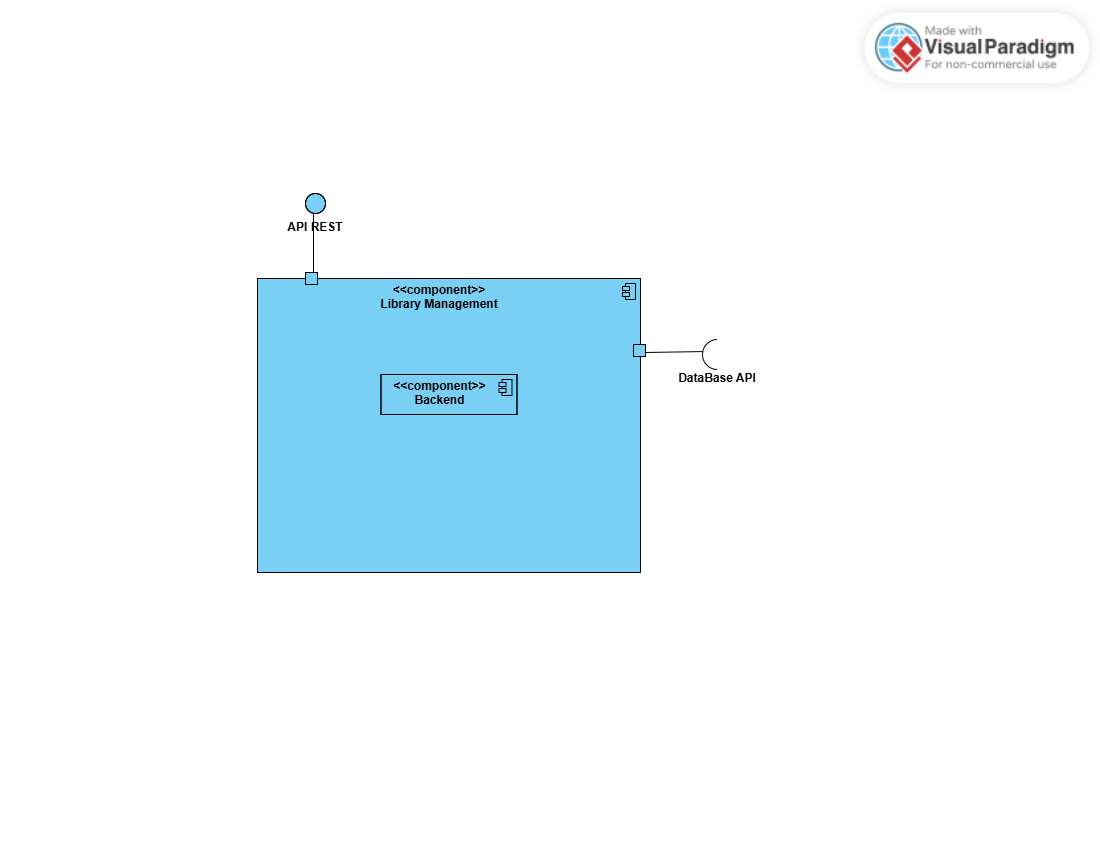 Made with
Visual Paradigm
For non-commercial use
API REST
<<component>>
Library Management
DataBase API
<<component>>
Backend